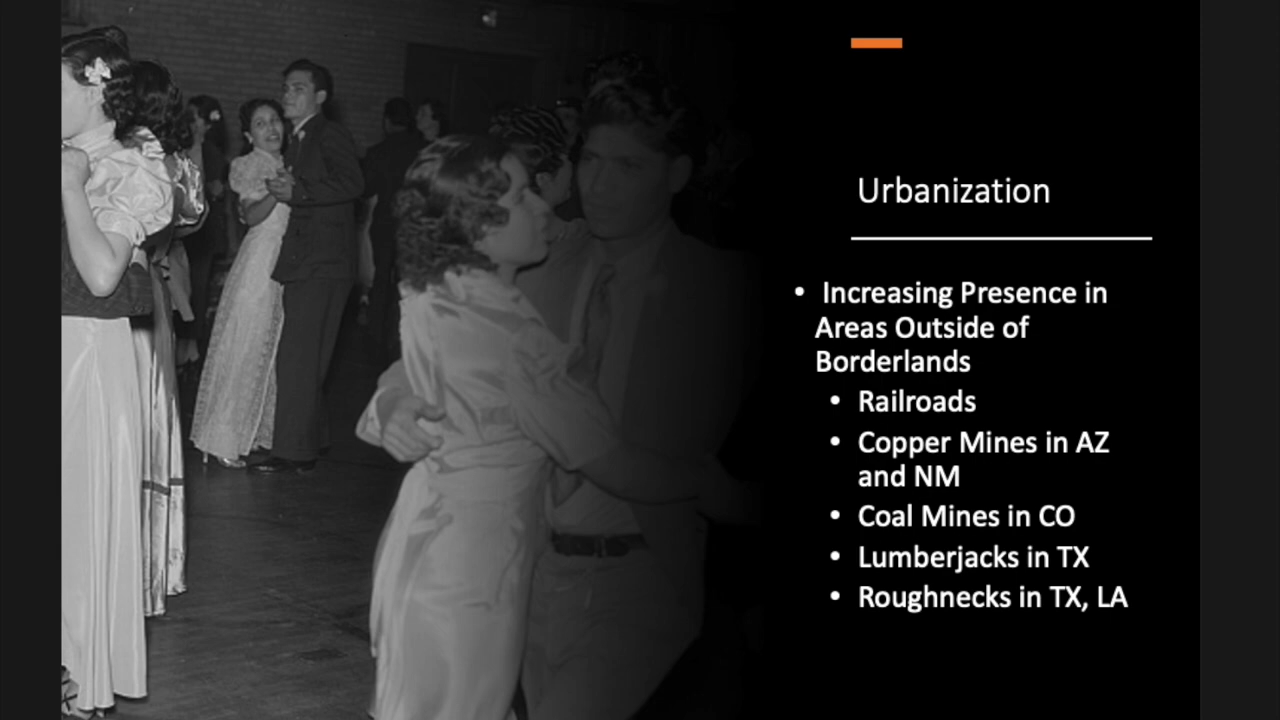 Urbanization
• Increasing Presence in
Areas Outside of
Borderlands
• Railroads
• Copper Mines in AZ
and NM
• Coal Mines in CO
• Lumberjacks in TX
• Roughnecks in TX, LA